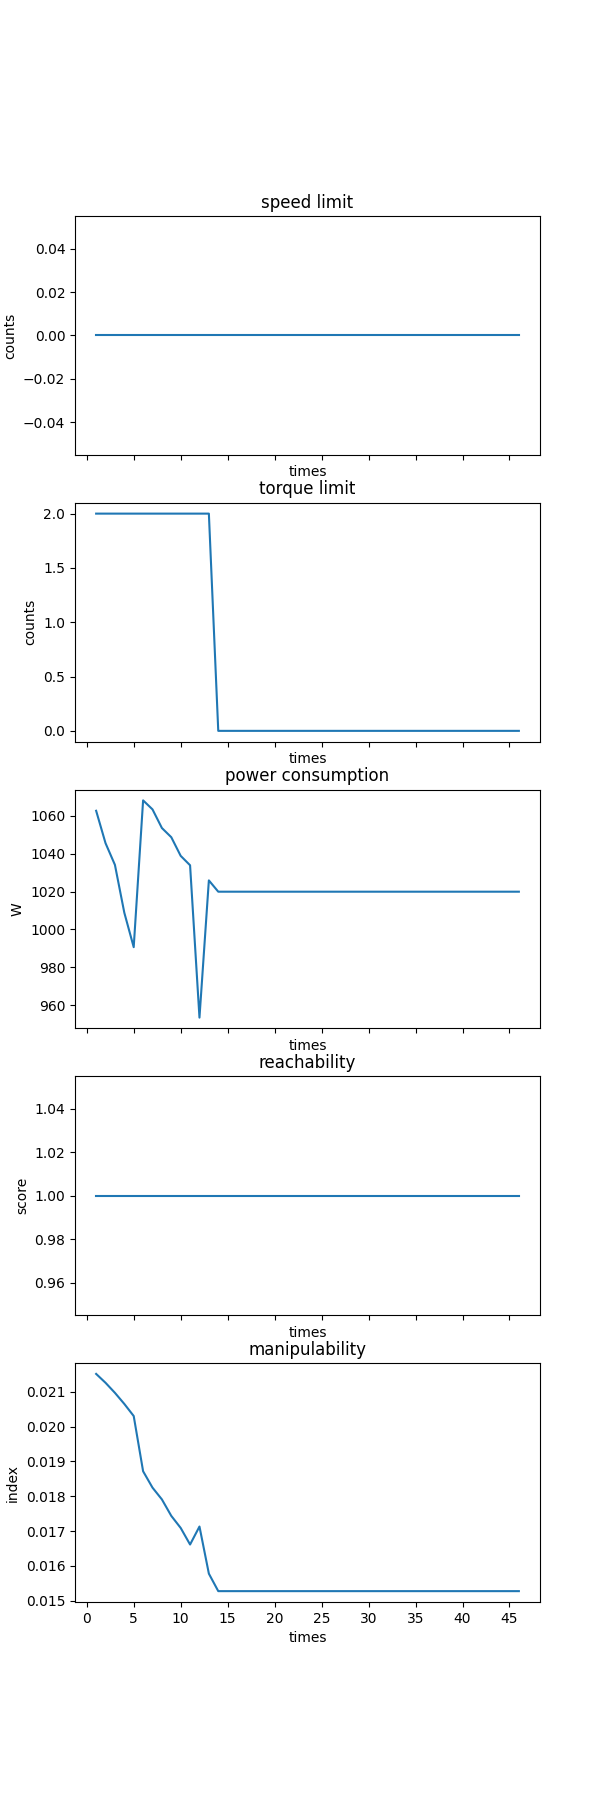 speed limit
0.04
0.02
0.00
−0.02
−0.04
counts
times
torque limit
2.0
1.5
1.0
0.5
0.0
counts
times
power consumption
1060
1040
1020
1000
980
960
W
times
reachability
1.04
1.02
1.00
0.98
0.96
score
times
manipulability
0.021
0.020
0.019
0.018
0.017
0.016
0.015
index
0 5 10 15 20 25 30 35 40 45
times